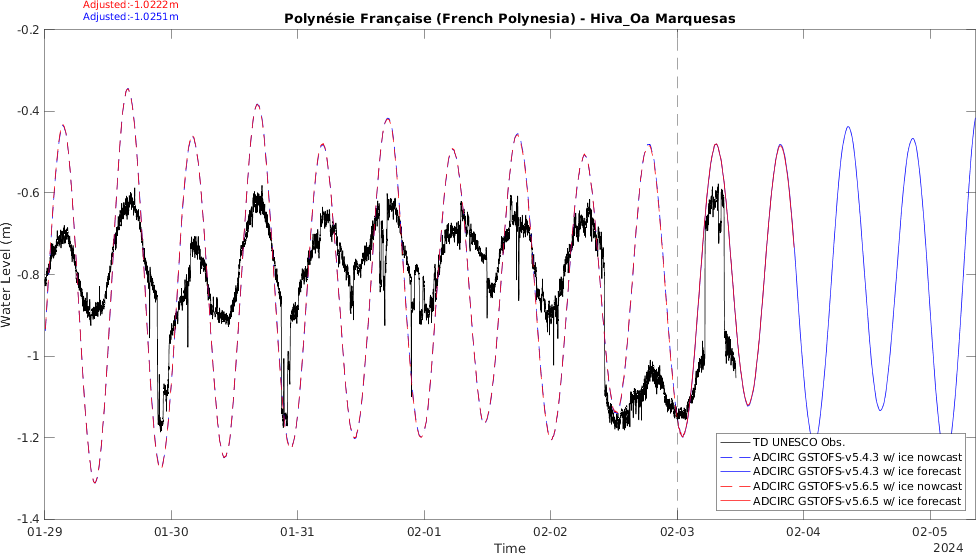 Adjusted:-1.0222m
Adjusted:-1.0251m
Polynésie Française (French Polynesia) - Hiva_Oa Marquesas
Water Level (m)
-0.2
-0.4
-0.6
-0.8
-1
-1.2
-1.4
01-29
01-30
01-31
02-01
02-02
02-03
02-04
02-05
2024
Time
TD UNESCO Obs.
ADCIRC GSTOFS-v5.4.3 w/ ice nowcast
ADCIRC GSTOFS-v5.4.3 w/ ice forecast
ADCIRC GSTOFS-v5.6.5 w/ ice nowcast
ADCIRC GSTOFS-v5.6.5 w/ ice forecast